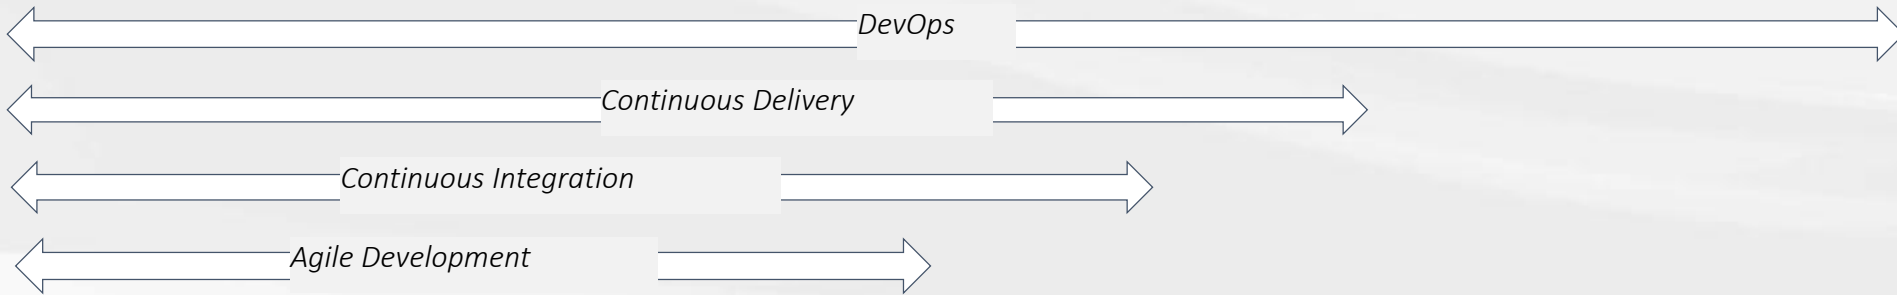 DevOps
Continuous Delivery
Continuous Integration
Agile Development